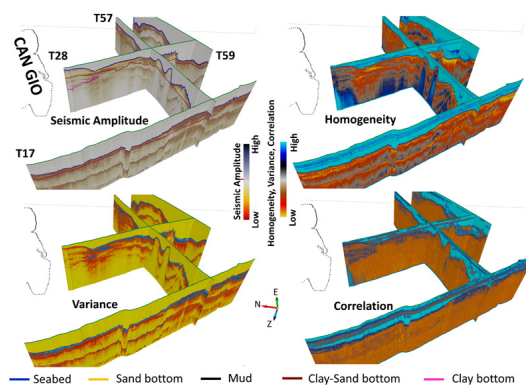 T57
CAN GIO
T28
T59
Seismic Amplitude
Homogeneity
T17
Seismic Amplitude
Low
High
Homogeneity, Variance, Correlation
Low
High
Variance
Correlation
E
N
Z
Seabed
Sand bottom
Mud
Clay-Sand bottom
Clay bottom